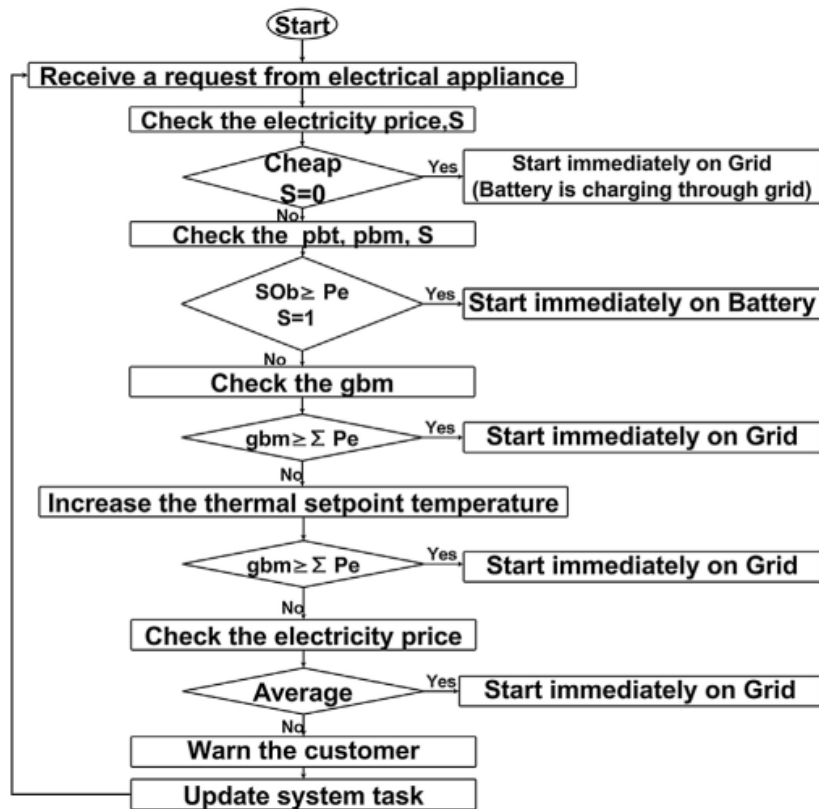 Start
Receive a request from electrical appliance
Check the electricity price,S
Cheap
S=0
Yes
Start immediately on Grid
(Battery is charging through grid)
No
Check the pbt, pbm, S
SOb≥ Pe
S=1
Yes
Start immediately on Battery
No
Check the gbm
gbm≥ Σ Pe
Yes
Start immediately on Grid
No
Increase the thermal setpoint temperature
gbm≥ Σ Pe
Yes
Start immediately on Grid
No
Check the electricity price
Average
Yes
Start immediately on Grid
No
Warn the customer
Update system task